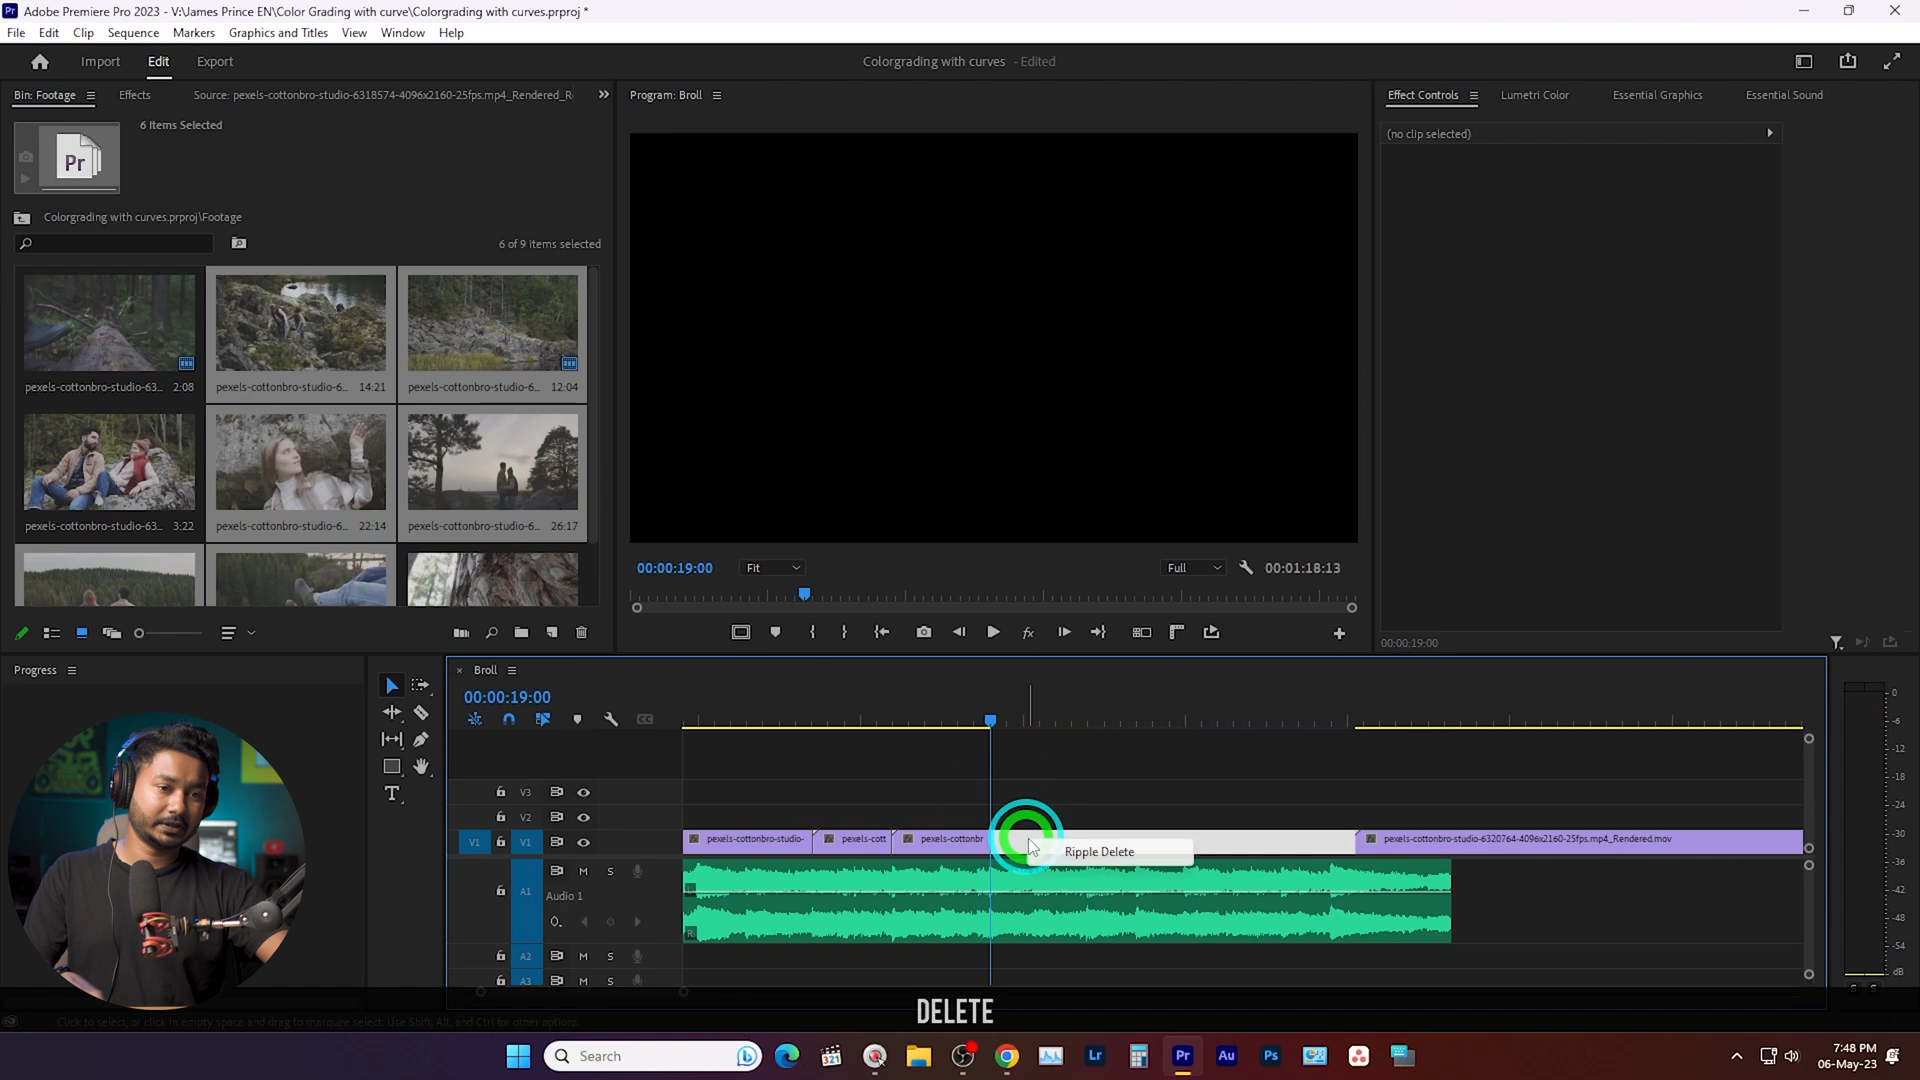 Adobe Premiere Pro 2023 - V:\James Prince EN\Color Grading with curve\Colorgrading with curves.prproj *
File Edit Clip Sequence Markers Graphics and Titles View Window Help
Import Edit Export
Colorgrading with curves - Edited
Bin: Footage Effects Source: pexels-cottonbro-studio-6318574-4096x2160-25fps.mp4_Rendered_R
Program: Broll
Effect Controls Lumetri Color Essential Graphics Essential Sound
6 Items Selected
(no clip selected)
Pr
Colorgrading with curves.prproj\Footage
6 of 9 items selected
pexels-cottonbro-studio-63... 2:08
pexels-cottonbro-studio-6... 14:21
pexels-cottonbro-studio-6... 12:04
pexels-cottonbro-studio-63... 3:22
pexels-cottonbro-studio-6... 22:14
pexels-cottonbro-studio-6... 26:17
00:00:19:00 Fit Full 00:01:18:13
00:00:19:00
Progress
Broll
00:00:19:00
V3
V2
V1 V1
pexels-cottonbro-studio- pexels-cott pexels-cottonbr
pexels-cottonbro-studio-6320764-4096x2160-25fps.mp4_Rendered.mov
Ripple Delete
A1 M S
Audio 1
L
R
A2 M S
A3 M S
0
-6
-12
-18
-24
-30
-36
-42
-48
-54
dB
S S
DELETE
Click to select, or click in empty space and drag to marquee select. Use Shift, Alt, and Ctrl for other options.
Search
321
Lr Pr Au Ps
7:48 PM
06-May-23